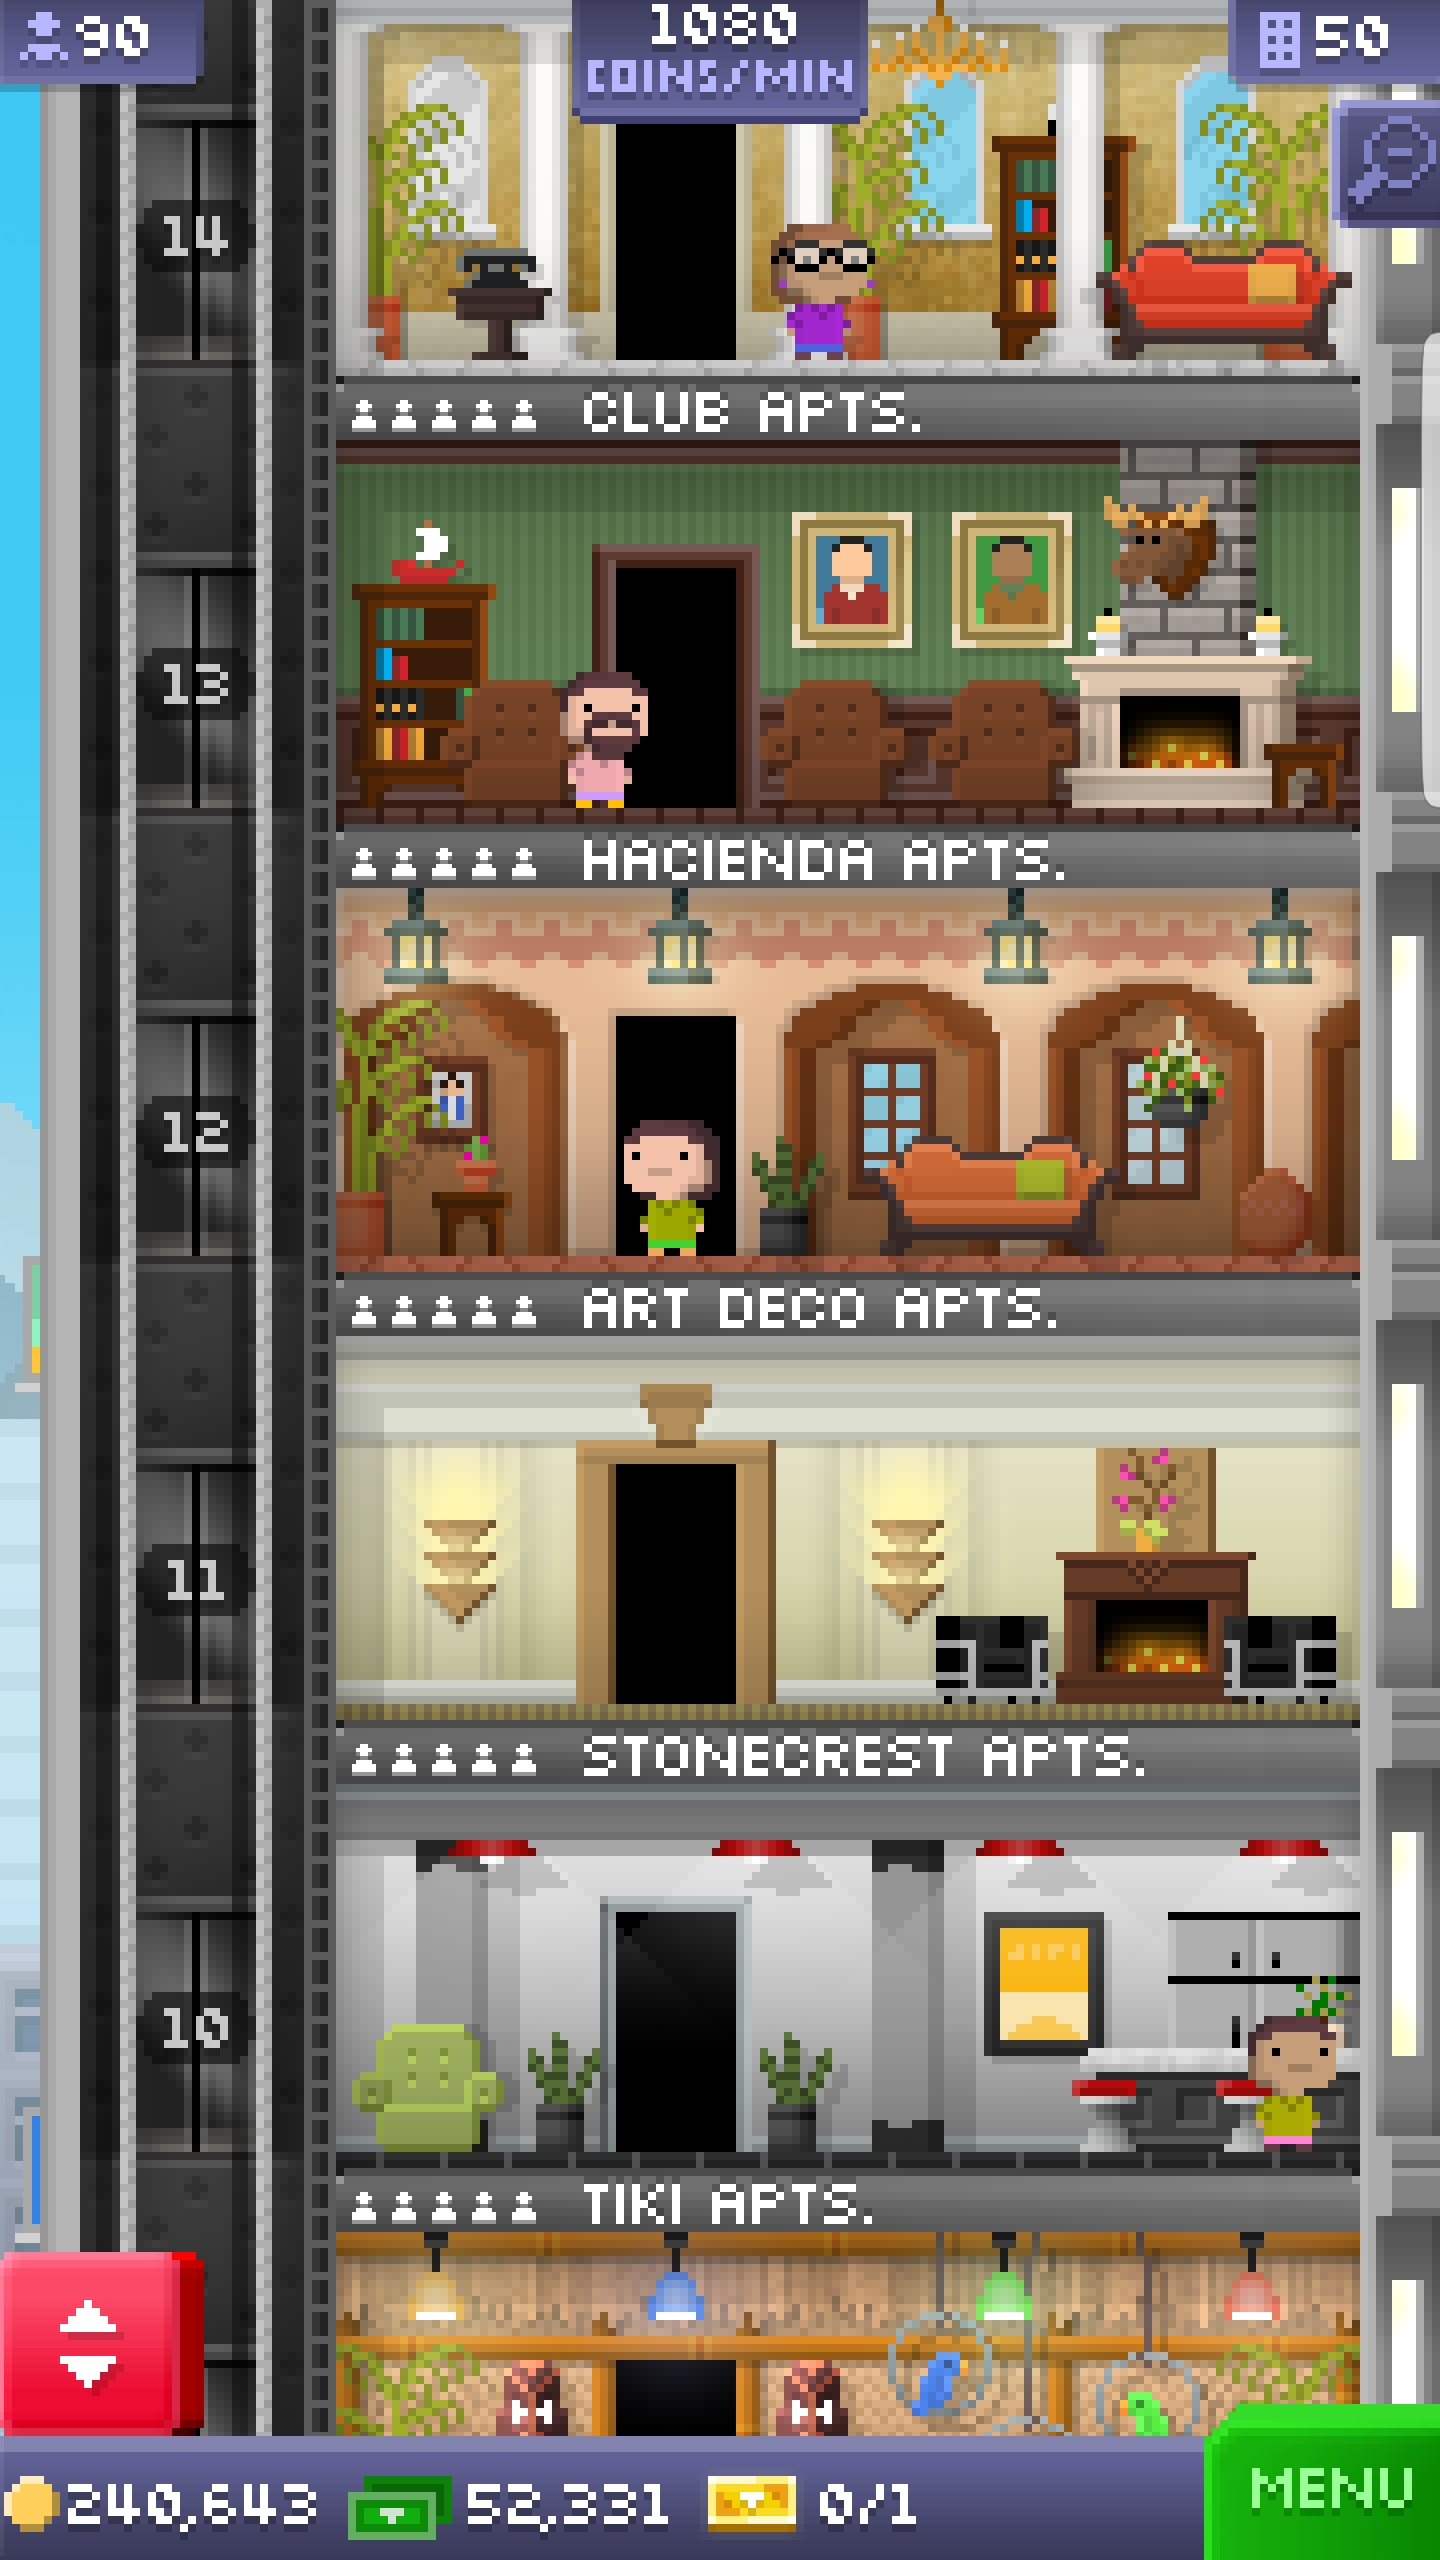 90
1080
COINS/MIN
50
14
CLUB APTS.
13
HACIENDA APTS.
12
ART DECO APTS.
11
STONECREST APTS.
10
TIKI APTS.
240,643
52,331
0/1
MENU